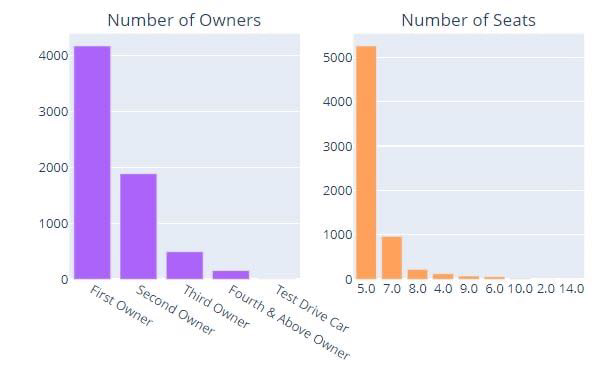 Number of Owners
4000
3000
2000
1000
0
First Owner
Second Owner
Third Owner
Fourth & Above Owner
Test Drive Car
Number of Seats
5000
4000
3000
2000
1000
0
5.0 7.0 8.0 4.0 9.0 6.0 10.0 2.0 14.0